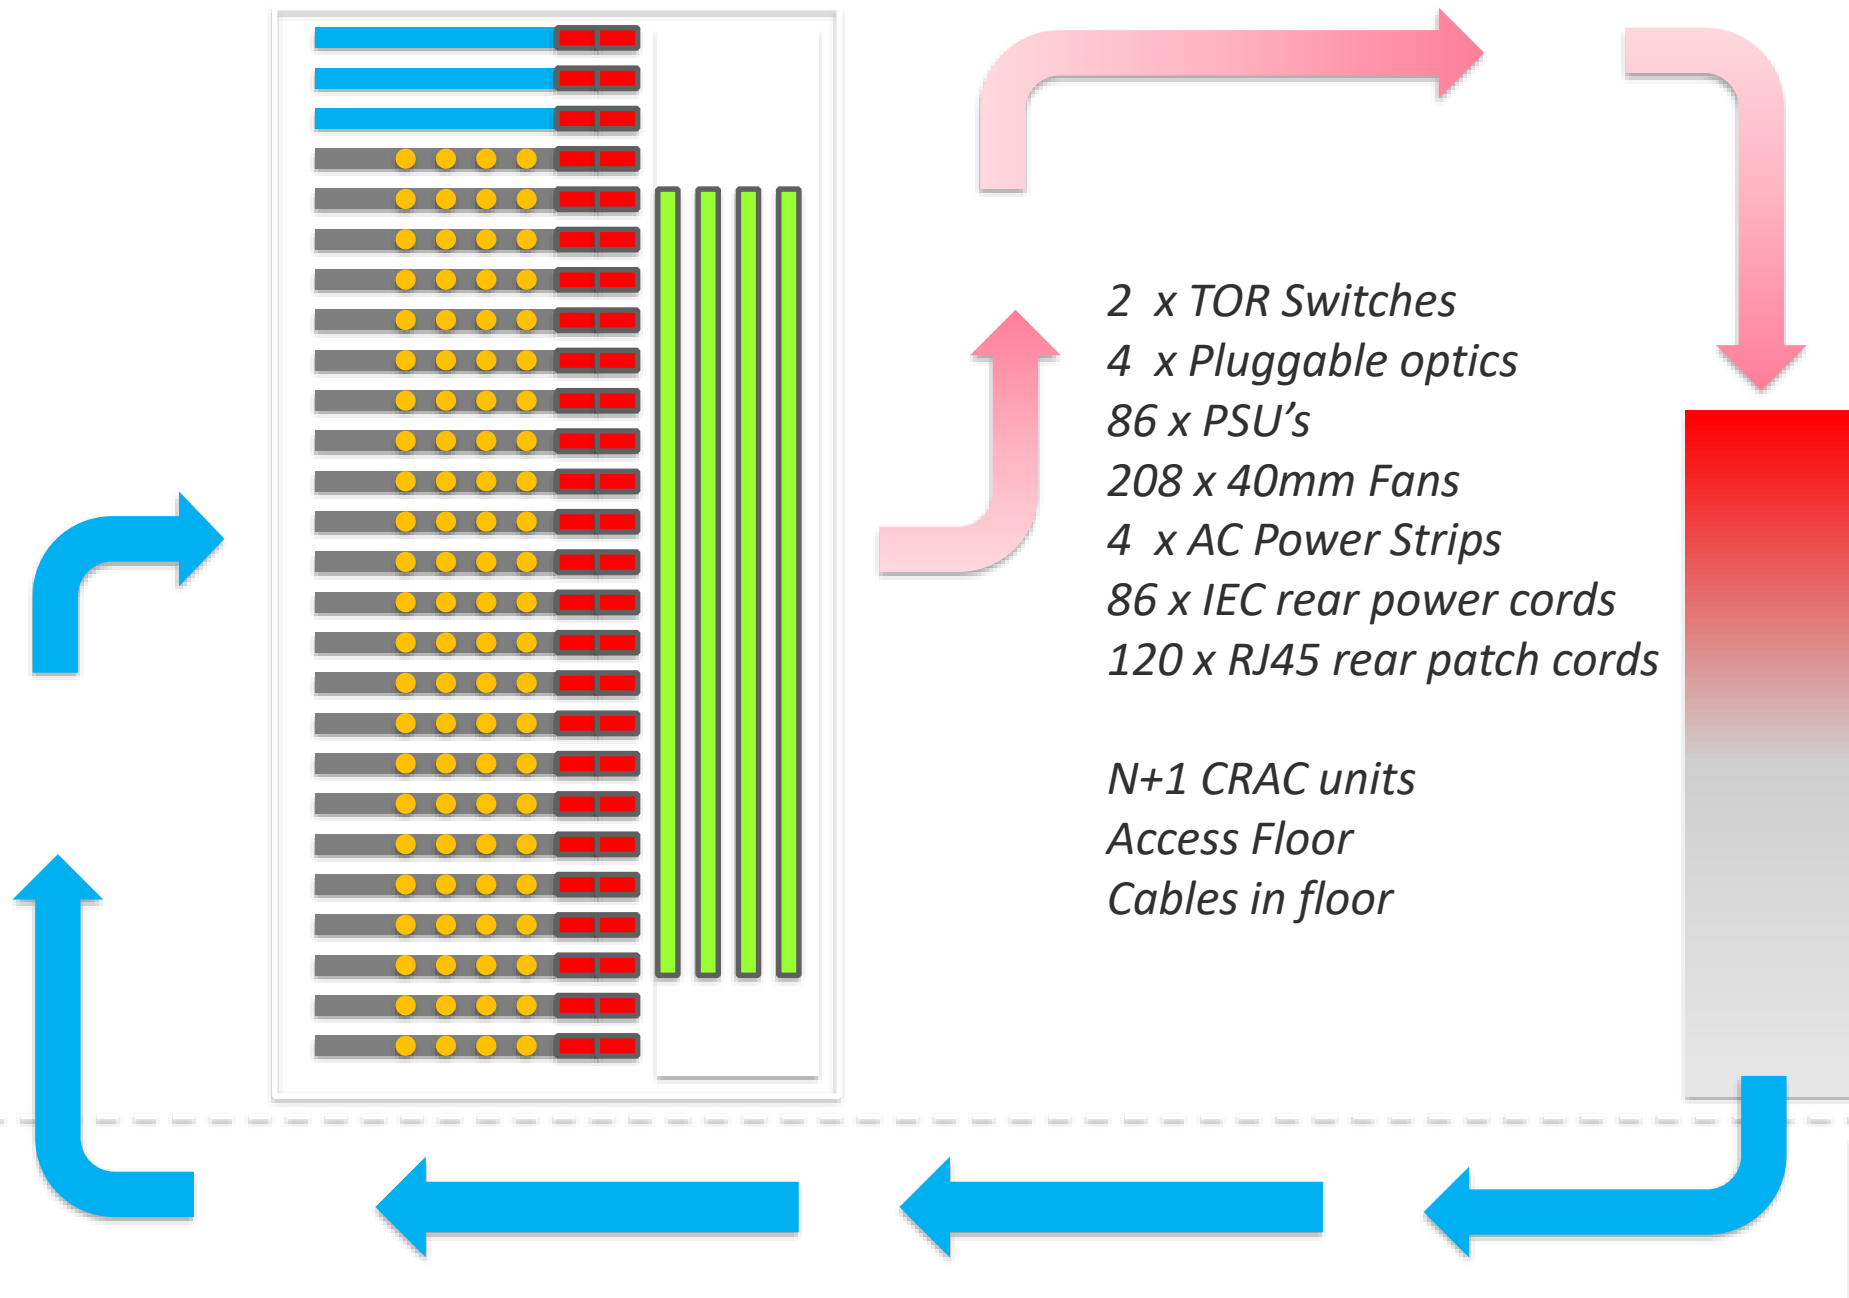 2 x TOR Switches
4 x Pluggable optics
86 x PSU’s
208 x 40mm Fans
4 x AC Power Strips
86 x IEC rear power cords
120 x RJ45 rear patch cords
N+1 CRAC units
Access Floor
Cables in floor